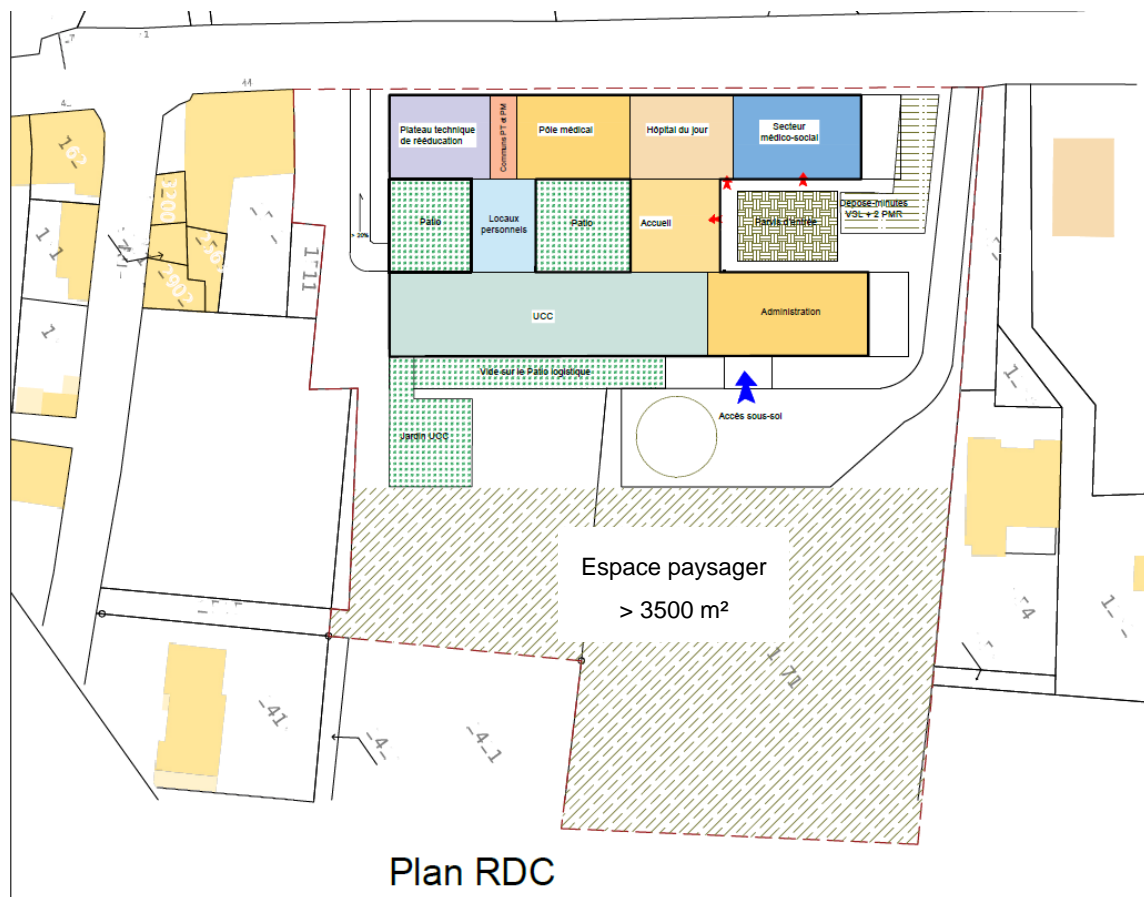 44
Plateau technique
de rééducation
Communs PT et PM
Pôle médical
Hôpital du jour
Secteur
médico-social
Patio
Locaux
personnels
Patio
Accueil
Parvis d'entrée
Dépose-minutes
VSL + 2 PMR
UCC
Administration
Vide sur le Patio logistique
Accès sous-sol
Jardin UCC
Espace paysager
> 3500 m²
Plan RDC